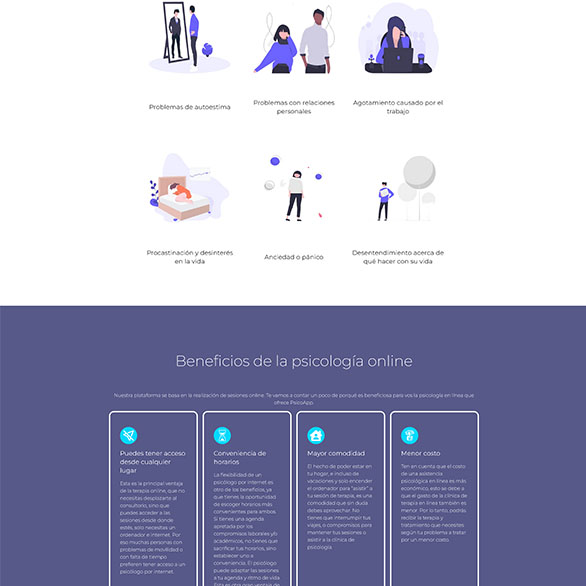 Problemas de autoestima
Problemas con relaciones
personales
Agotamiento causado por el
trabajo
Procastinación y desinterés
en la vida
Anciedad o pánico
Desentendimiento acerca de
qué hacer con su vida
Beneficios de la psicología online
Nuestra plataforma se basa en la realización de sesiones online. Te vamos a contar un poco de porqué es beneficiosa para vos la psicología en línea que
ofrece PsicoApp.
Puedes tener acceso
desde cualquier
lugar
Esta es la principal ventaja
de la terapia online, que no
necesitas desplazarte al
consultorio, sino que
puedes acceder a las
sesiones desde donde
estés, solo necesitas un
ordenador e internet. Por
eso muchas personas con
problemas de movilidad o
con falta de tiempo
prefieren tener acceso a un
psicólogo por internet.
Conveniencia de
horarios
La flexibilidad de un
psicólogo por internet es
otro de los beneficios, ya
que tienes la oportunidad
de escoger horarios más
convenientes para ambos.
Si tienes una agenda
apretada por los
compromisos laborales y/o
académicos, no tienes que
sacrificar tus horarios, sino
establecer uno a
conveniencia. El psicólogo
puede adaptar las sesiones
a tu agenda y ritmo de vida.
Mayor comodidad
El hecho de poder estar en
tu hogar, e incluso de
vacaciones y solo encender
el ordenador para "asistir" a
tu sesión de terapia, es una
comodidad que sin duda
debes aprovechar. No
tienes que interrumpir tus
viajes, o compromisos para
mantener tus sesiones o
asistir a la clínica de
psicología
Menor costo
Ten en cuenta que el costo
de una asistencia
psicológica en línea es más
económico, esto se debe a
que el gasto de la clínica de
terapia en línea también es
menor. Por lo tanto, podrás
recibir la terapia y
tratamiento que necesites
según tu problema a tratar
por un menor costo.